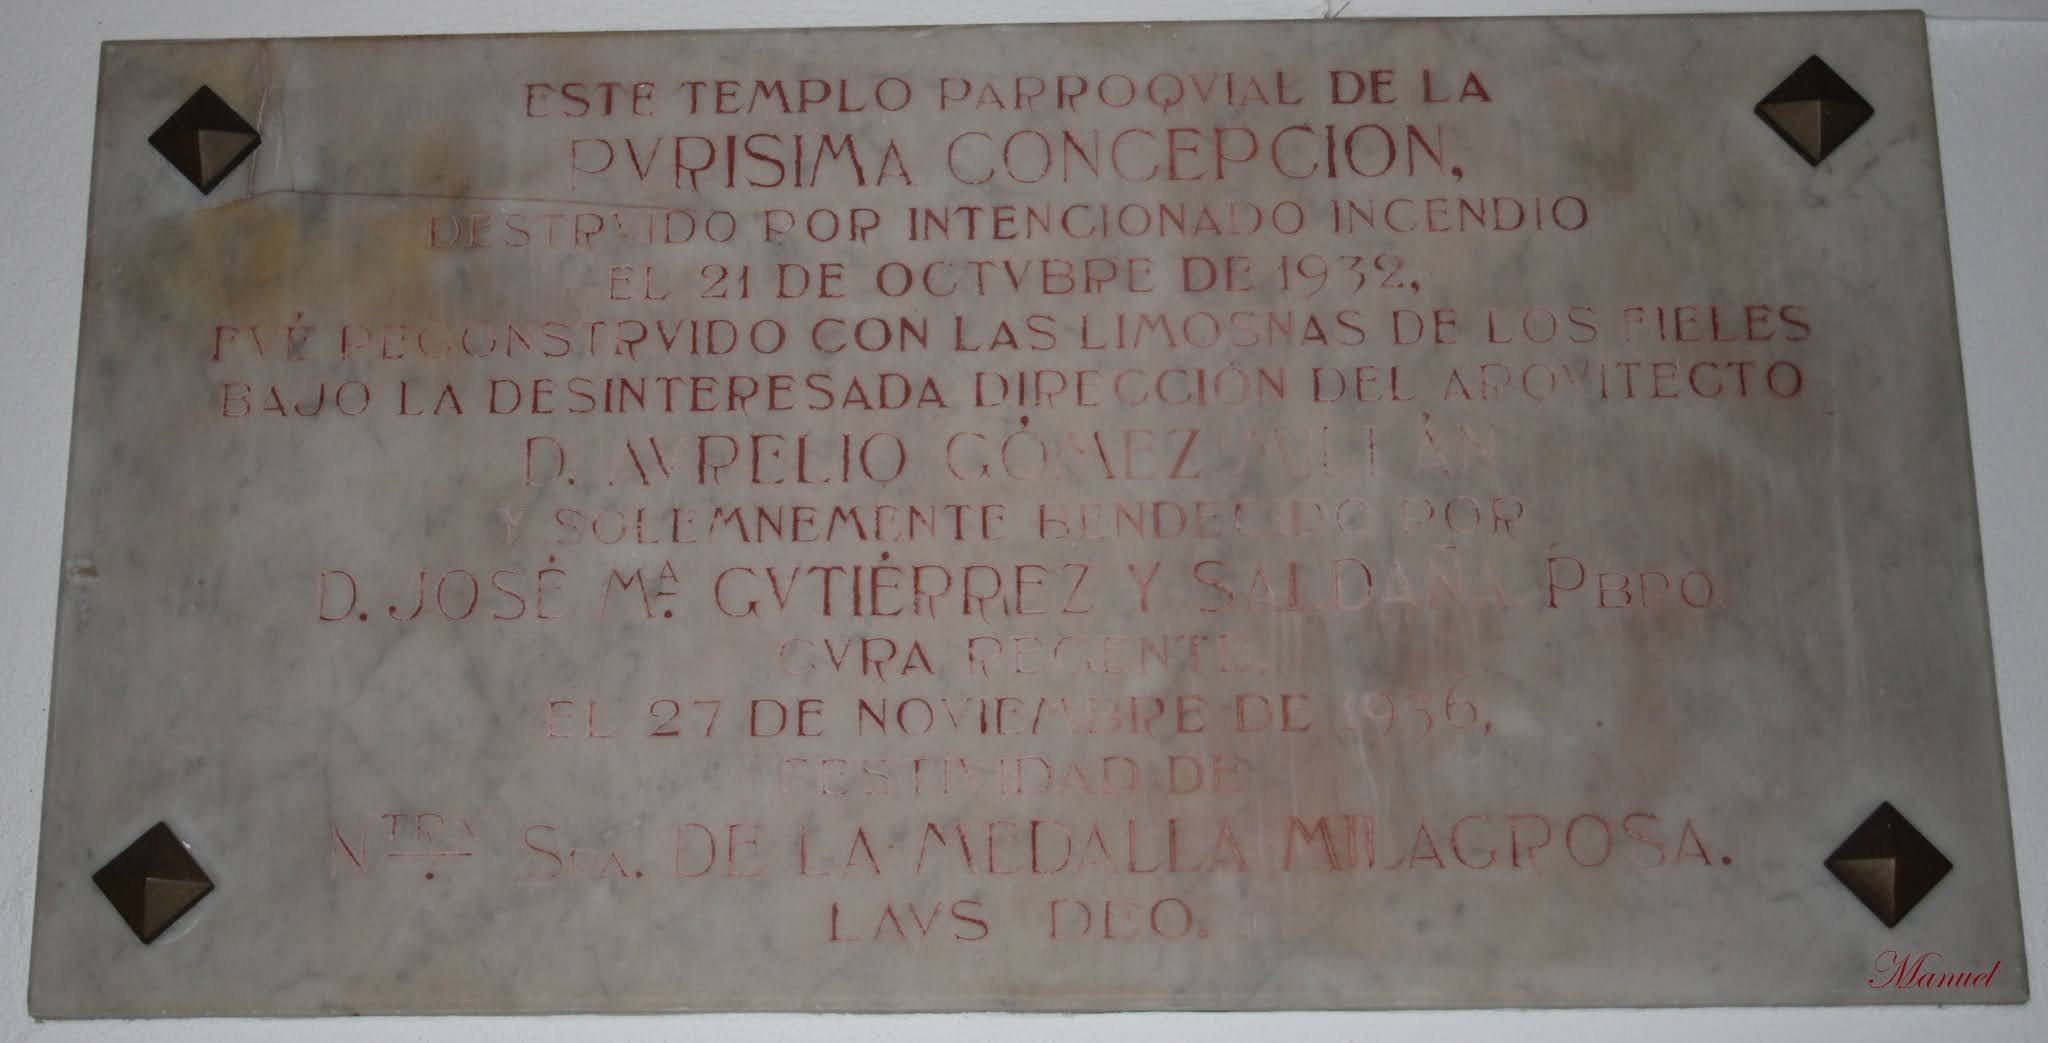 ESTE TEMPLO PARROQVIAL DE LA
PVRISIMA CONCEPCION,
DESTRVIDO POR INTENCIONADO INCENDIO
EL 21 DE OCTVBRE DE 1932,
FVÉ RECONSTRVIDO CON LAS LIMOSNAS DE LOS FIELES
BAJO LA DESINTERESADA DIRECCIÓN DEL ARQVITECTO
D. AVRELIO GÓMEZ MILLÁN
Y SOLEMNEMENTE BENDECIDO POR
D. JOSÉ Mª. GVTIÉRREZ Y SALDAÑA PBRO.
CVRA REGENTE.
EL 27 DE NOVIEMBRE DE 1936,
FESTIVIDAD DE
NTRA. SRA. DE LA MEDALLA MILAGROSA.
LAVS DEO.
Manuel